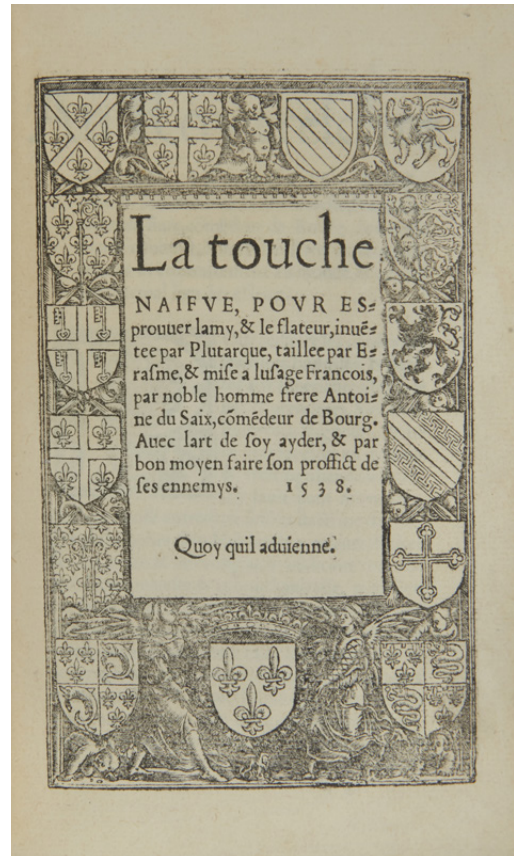 La touche
NAIFVE, POVR ES⸗
prouuer lamy,& le flateur,inuē⸗
tee par Plutarque, taillee par E⸗
raſme,& miſe a luſage Francois,
par noble homme frere Antoi⸗
ne du Saix,cōmēdeur de Bourg.
Auec lart de ſoy ayder, & par
bon moyen faire ſon proffict de
ſes ennemys. 1538.
Quoy quil aduienne.